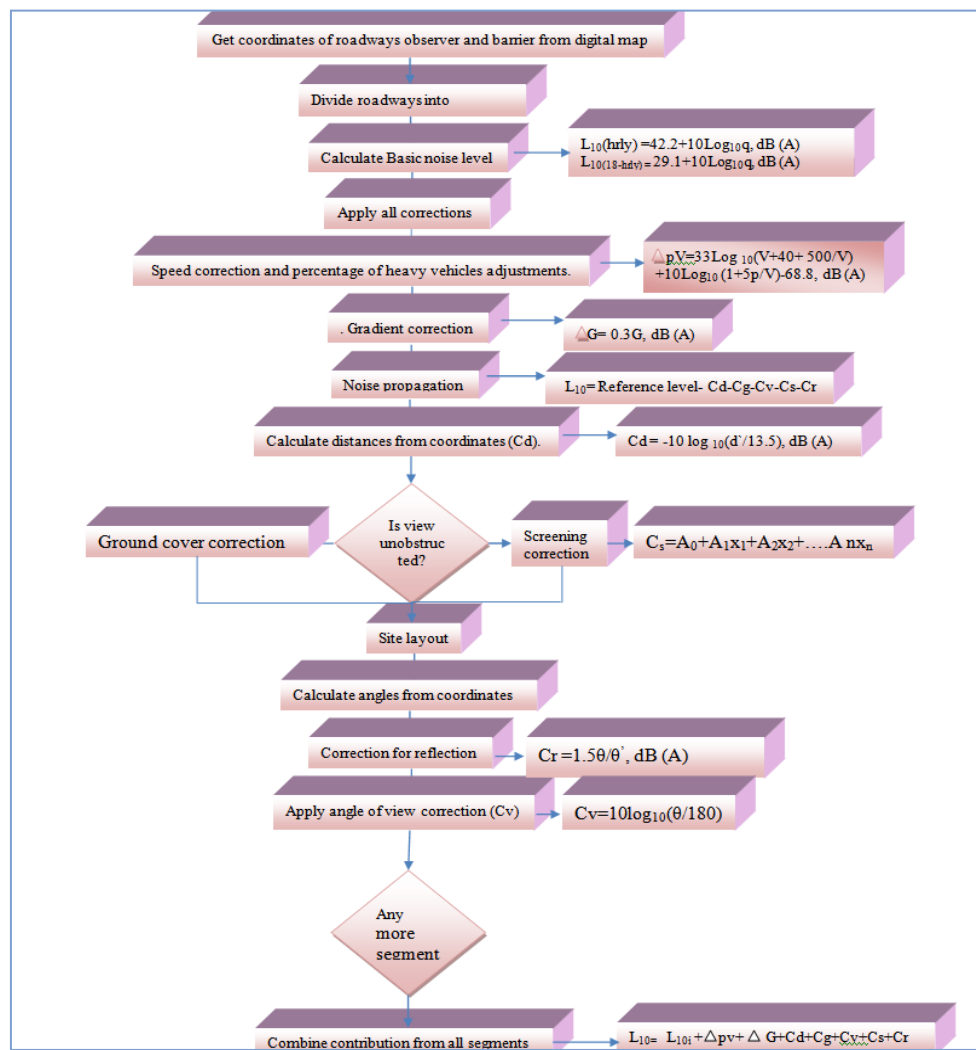 Get coordinates of roadways observer and barrier from digital map
Divide roadways into
Calculate Basic noise level
L10(hrly) =42.2+10Log10q, dB (A)
L10(18-hrly) = 29.1+10Log10q, dB (A)
Apply all corrections
Speed correction and percentage of heavy vehicles adjustments.
△pV=33Log 10(V+40+ 500/V)
+10Log10 (1+5p/V)-68.8, dB (A)
. Gradient correction
△G= 0.3G, dB (A)
Noise propagation
L10= Reference level- Cd-Cg-Cv-Cs-Cr
Calculate distances from coordinates (Cd).
Cd = -10 log 10(d`/13.5), dB (A)
Ground cover correction
Is view
unobstruc
ted?
Screening
correction
Cs=A0+A1x1+A2x2+....A nxn
Site layout
Calculate angles from coordinates
Correction for reflection
Cr =1.5θ/θ', dB (A)
Apply angle of view correction (Cv)
Cv=10log10(θ/180)
Any
more
segment
Combine contribution from all segments
L10= L10i +△pv+ △ G+Cd+Cg+Cv+Cs+Cr